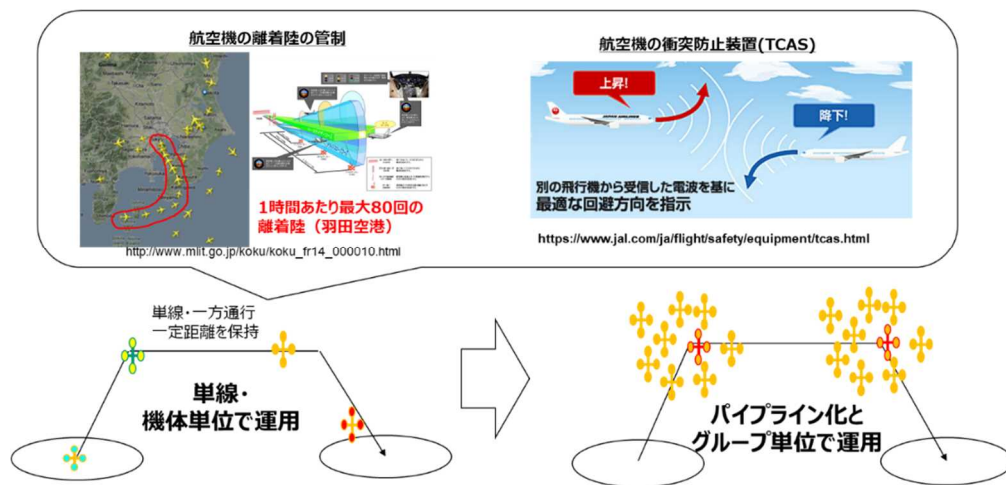 航空機の離着陸の管制
航空機の衝突防止装置(TCAS)
1時間あたり最大80回の
離着陸（羽田空港）
http://www.mlit.go.jp/koku/koku_fr14_000010.html
上昇!
JAPAN AIRLINES
降下!
別の飛行機から受信した電波を基に
最適な回避方向を指示
https://www.jal.com/ja/flight/safety/equipment/tcas.html
単線・一方通行
一定距離を保持
単線・
機体単位で運用
パイプライン化と
グループ単位で運用